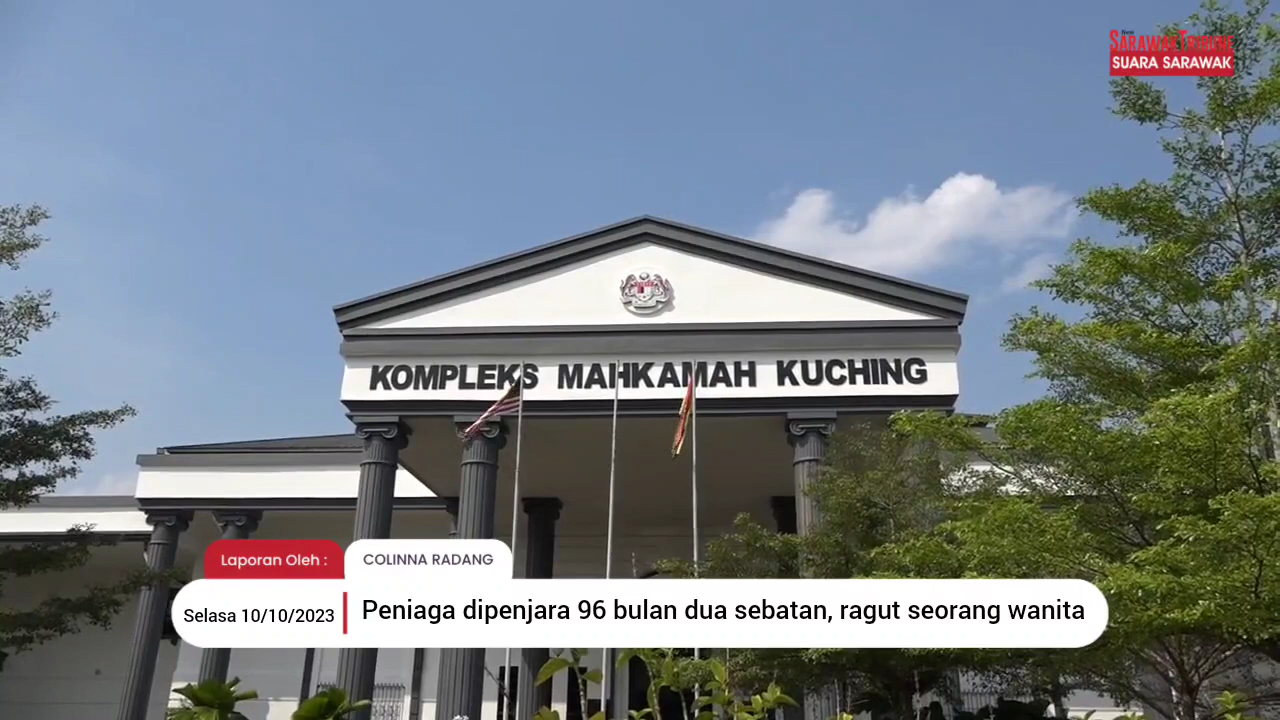 New
SARAWAK TRIBUNE
SUARA SARAWAK
KOMPLEKS MAHKAMAH KUCHING
Laporan Oleh :
COLINNA RADANG
Selasa 10/10/2023
Peniaga dipenjara 96 bulan dua sebatan, ragut seorang wanita